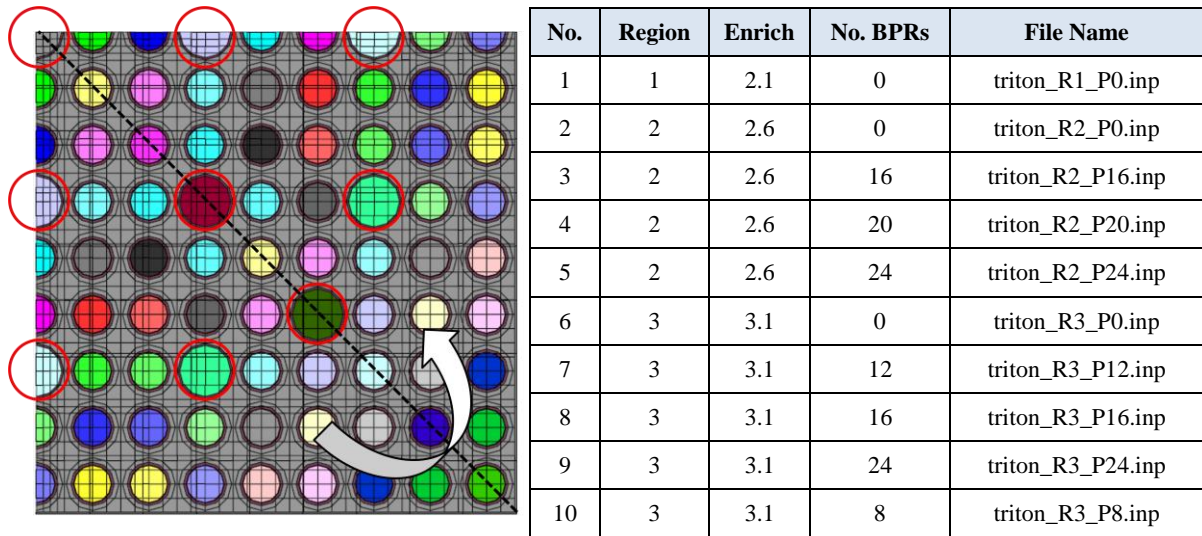 No. Region Enrich No. BPRs File Name
1 1 2.1 0 triton_R1_P0.inp
2 2 2.6 0 triton_R2_P0.inp
3 2 2.6 16 triton_R2_P16.inp
4 2 2.6 20 triton_R2_P20.inp
5 2 2.6 24 triton_R2_P24.inp
6 3 3.1 0 triton_R3_P0.inp
7 3 3.1 12 triton_R3_P12.inp
8 3 3.1 16 triton_R3_P16.inp
9 3 3.1 24 triton_R3_P24.inp
10 3 3.1 8 triton_R3_P8.inp